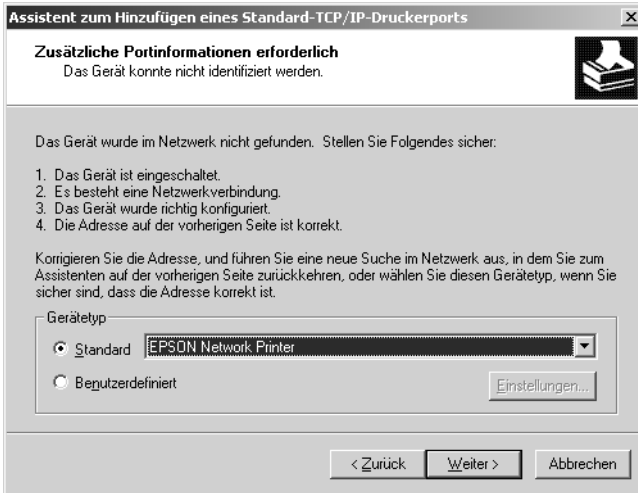 Assistent zum Hinzufügen eines Standard-TCP/IP-Druckerports
Zusätzliche Portinformationen erforderlich
Das Gerät konnte nicht identifiziert werden.
Das Gerät wurde im Netzwerk nicht gefunden. Stellen Sie Folgendes sicher:
1. Das Gerät ist eingeschaltet.
2. Es besteht eine Netzwerkverbindung.
3. Das Gerät wurde richtig konfiguriert.
4. Die Adresse auf der vorherigen Seite ist korrekt.
Korrigieren Sie die Adresse, und führen Sie eine neue Suche im Netzwerk aus, in dem Sie zum
Assistenten auf der vorherigen Seite zurückkehren, oder wählen Sie diesen Gerätetyp, wenn Sie
sicher sind, dass die Adresse korrekt ist.
Gerätetyp
Standard EPSON Network Printer
Benutzerdefiniert Einstellungen...
< Zurück Weiter > Abbrechen